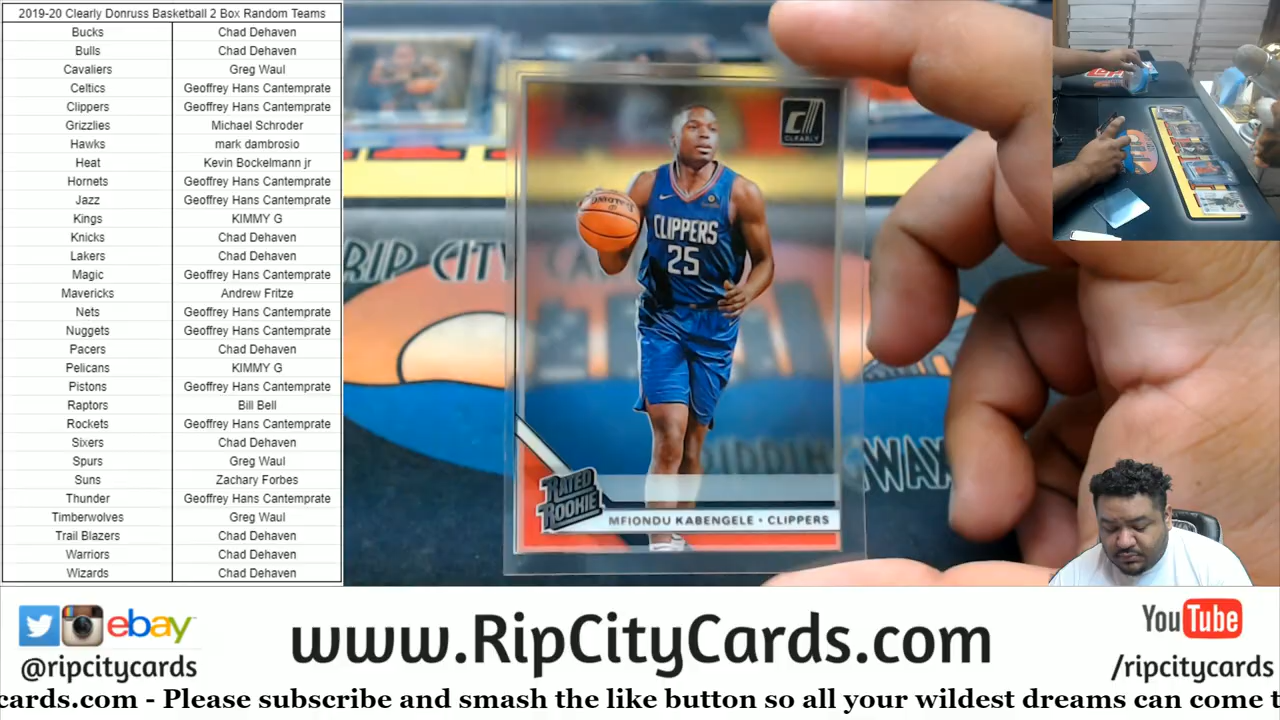 2019-20 Clearly Donruss Basketball 2 Box Random Teams
Bucks Chad Dehaven
Bulls Chad Dehaven
Cavaliers Greg Waul
Celtics Geoffrey Hans Cantemprate
Clippers Geoffrey Hans Cantemprate
Grizzlies Michael Schroder
Hawks mark dambrosio
Heat Kevin Bockelmann jr
Hornets Geoffrey Hans Cantemprate
Jazz Geoffrey Hans Cantemprate
Kings KIMMY G
Knicks Chad Dehaven
Lakers Chad Dehaven
Magic Geoffrey Hans Cantemprate
Mavericks Andrew Fritze
Nets Geoffrey Hans Cantemprate
Nuggets Geoffrey Hans Cantemprate
Pacers Chad Dehaven
Pelicans KIMMY G
Pistons Geoffrey Hans Cantemprate
Raptors Bill Bell
Rockets Geoffrey Hans Cantemprate
Sixers Chad Dehaven
Spurs Greg Waul
Suns Zachary Forbes
Thunder Geoffrey Hans Cantemprate
Timberwolves Greg Waul
Trail Blazers Chad Dehaven
Warriors Chad Dehaven
Wizards Chad Dehaven
CLEARLY
RIP CITY
CLIPPERS
25
WAX
RATED
ROOKIE
MFIONDU KABENGELE • CLIPPERS
ebay
@ripcitycards
www.RipCityCards.com
YouTube
/ripcitycards
cards.com - Please subscribe and smash the like button so all your wildest dreams can come t